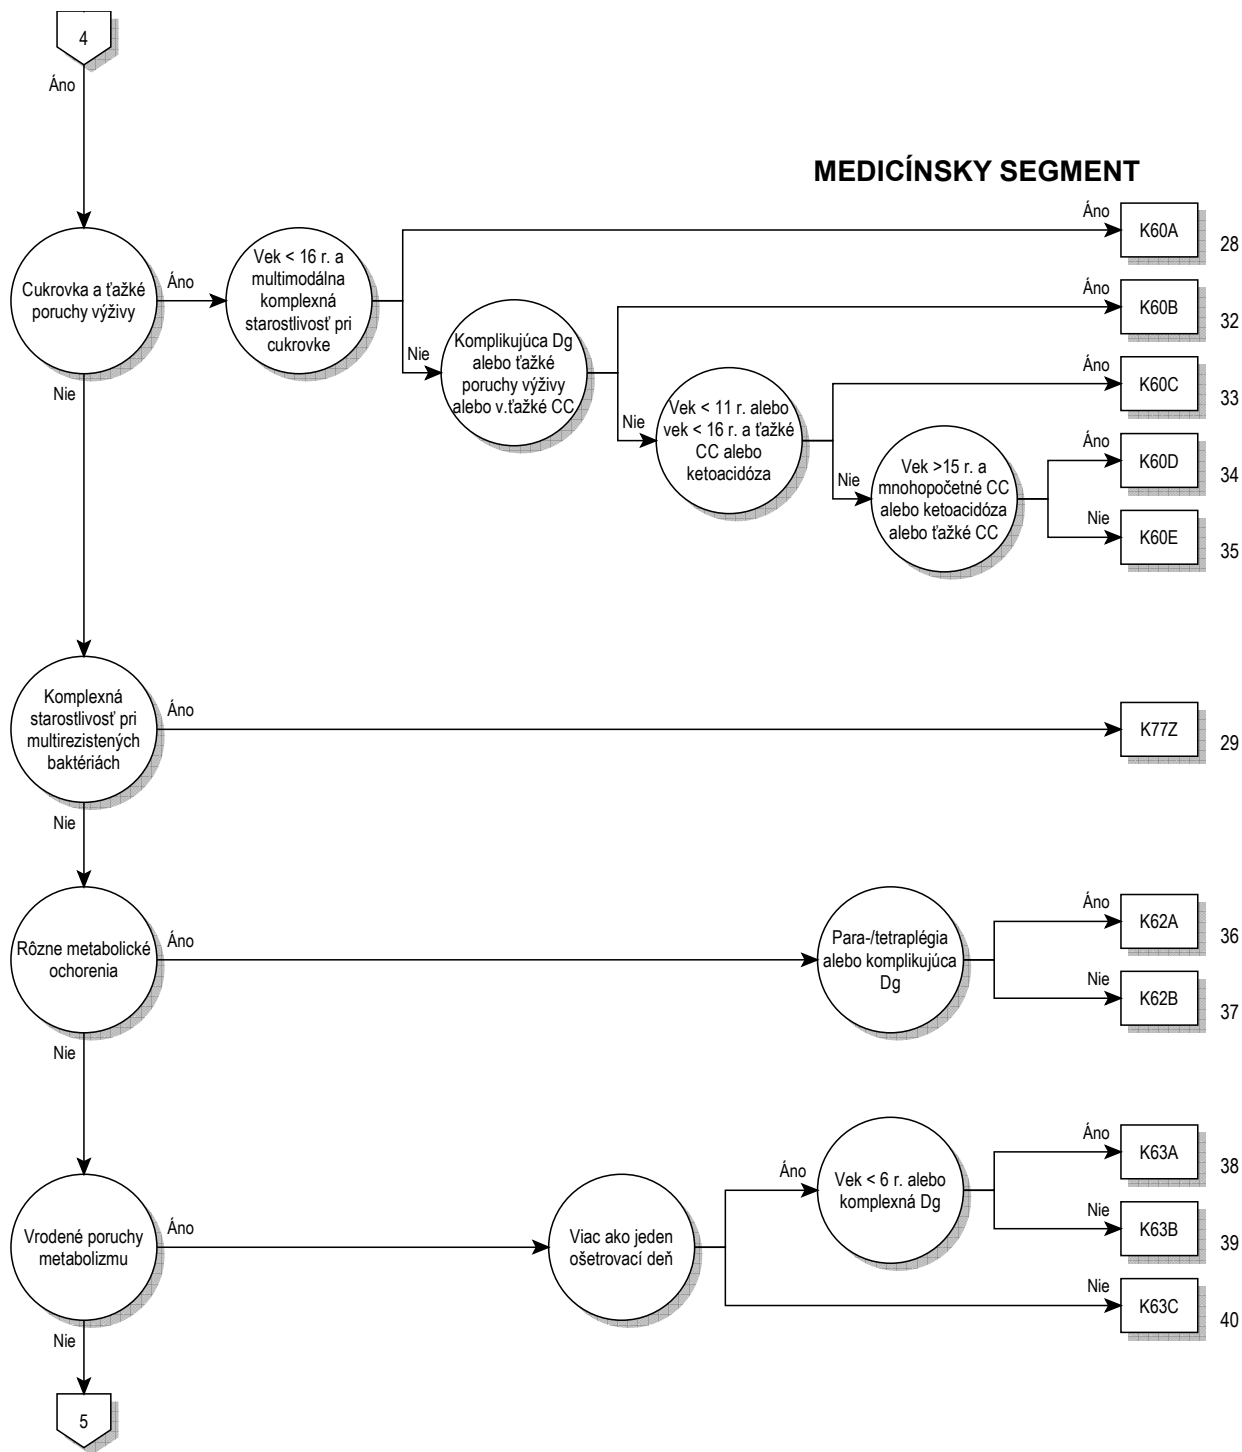 4
Áno
MEDICÍNSKY SEGMENT
Cukrovka a ťažké
poruchy výživy
Áno
Vek < 16 r. a
multimodálna
komplexná
starostlivosť pri
cukrovke
Áno
K60A
28
Nie
Komplikujúca Dg
alebo ťažké
poruchy výživy
alebo v.ťažké CC
Áno
K60B
32
Nie
Vek < 11 r. alebo
vek < 16 r. a ťažké
CC alebo
ketoacidóza
Áno
K60C
33
Nie
Vek >15 r. a
mnohopočetné CC
alebo ketoacidóza
alebo ťažké CC
Áno
K60D
34
Nie
K60E
35
Nie
Komplexná
starostlivosť pri
multirezistených
baktériách
Áno
K77Z
29
Nie
Rôzne metabolické
ochorenia
Áno
Para-/tetraplégia
alebo komplikujúca
Dg
Áno
K62A
36
Nie
K62B
37
Nie
Vrodené poruchy
metabolizmu
Áno
Viac ako jeden
ošetrovací deň
Áno
Vek < 6 r. alebo
komplexná Dg
Áno
K63A
38
Nie
K63B
39
Nie
K63C
40
Nie
5